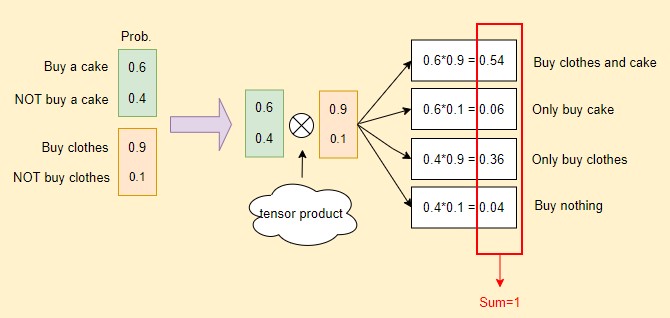 Prob.
Buy a cake 0.6
NOT buy a cake 0.4
Buy clothes 0.9
NOT buy clothes 0.1
0.6
0.4
0.9
0.1
tensor product
0.6*0.9 = 0.54 Buy clothes and cake
0.6*0.1 = 0.06 Only buy cake
0.4*0.9 = 0.36 Only buy clothes
0.4*0.1 = 0.04 Buy nothing
Sum=1